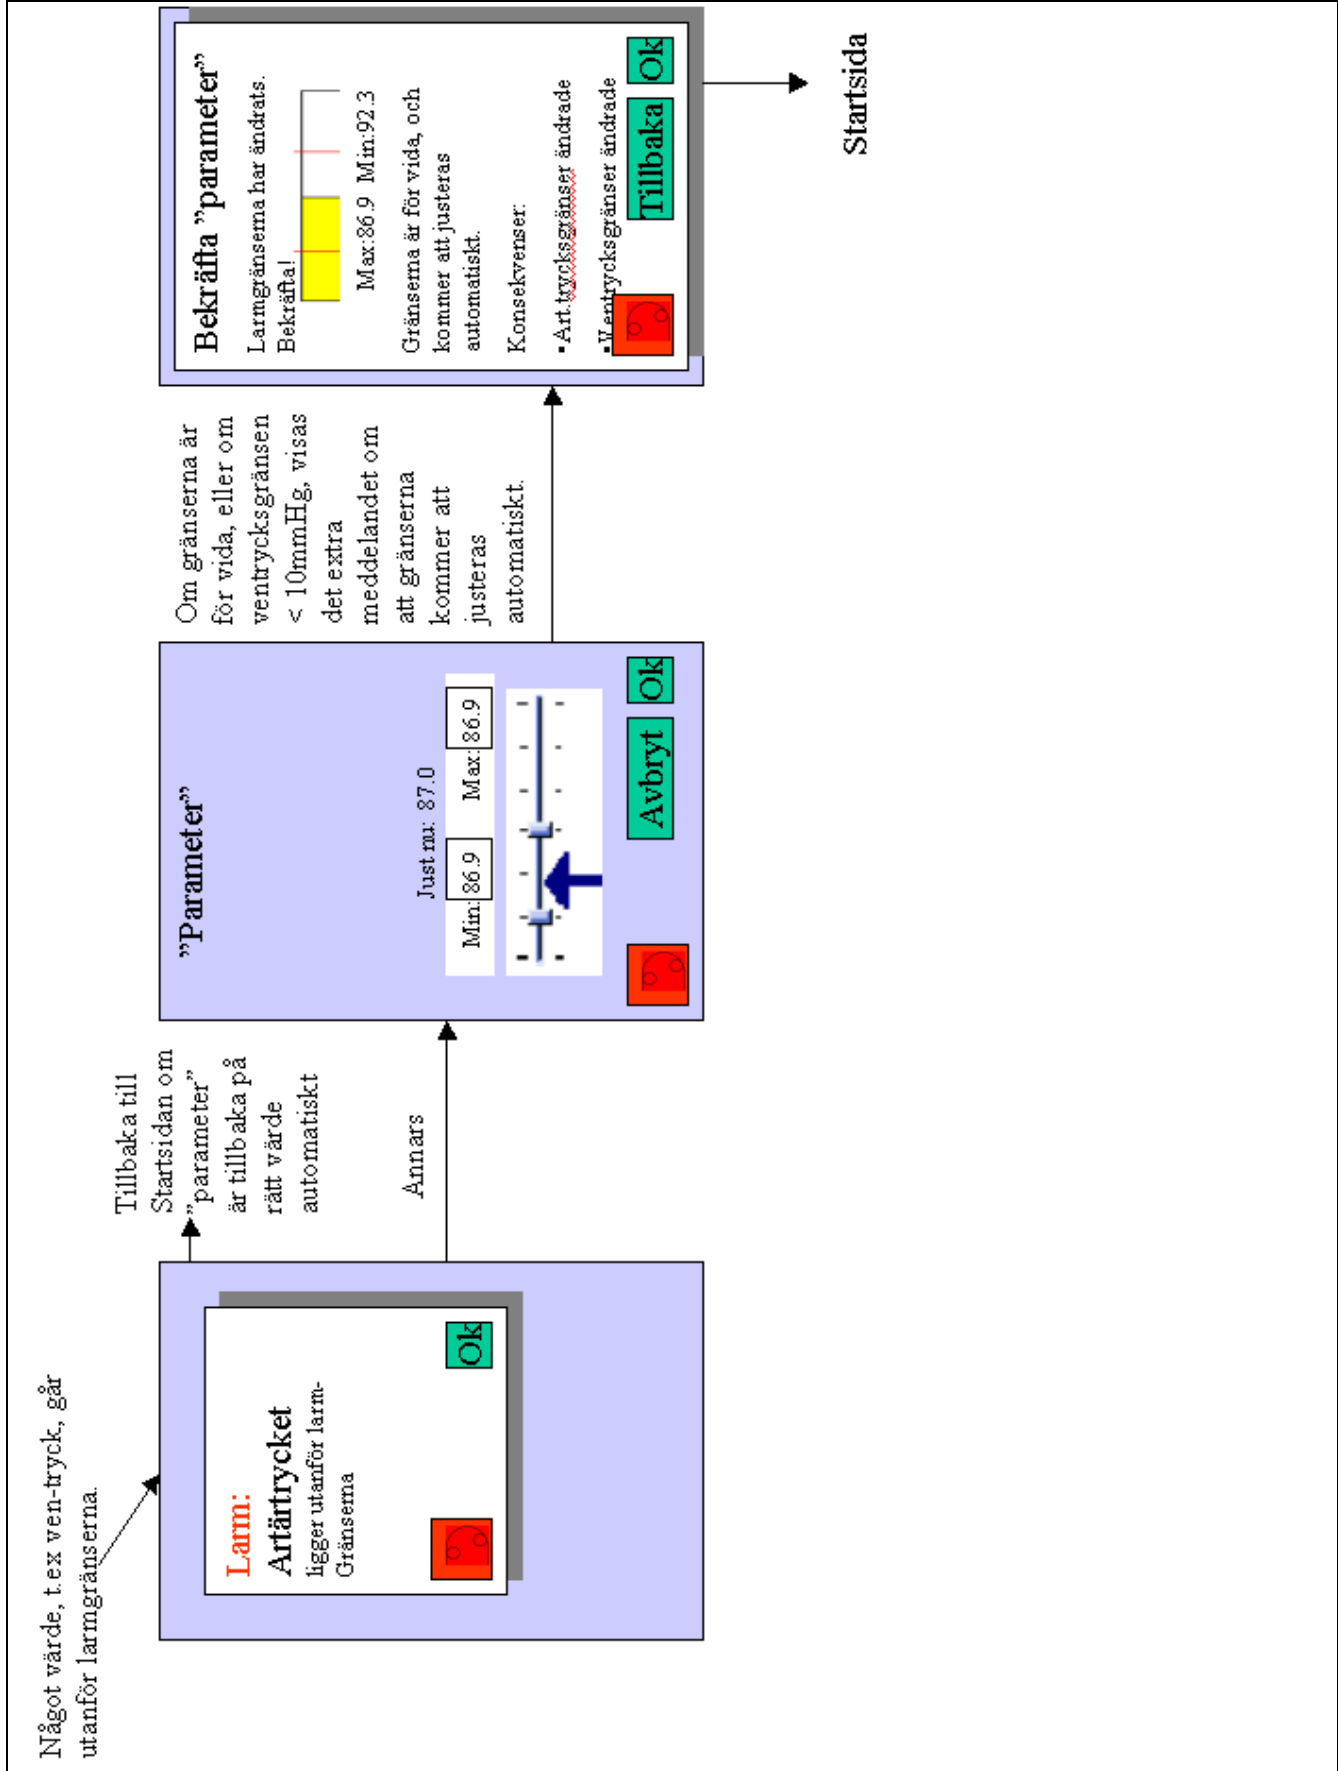 Något värde, t.ex ven-tryck, går
utanför larmgränserna.
Larm:
Artärtrycket
ligger utanför larm-
Gränserna
Ok
Tillbaka till
Startsidan om
”parameter”
är tillbaka på
rätt värde
automatiskt
Annars
”Parameter”
Just nu: 87.0
Min: 86.9 Max: 86.9
Avbryt Ok
Om gränserna är
för vida, eller om
ventrycksgränsen
< 10mmHg, visas
det extra
meddelandet om
att gränserna
kommer att
justeras
automatiskt.
Bekräfta ”parameter”
Larmgränserna har ändrats.
Bekräfta!
Max:86.9 Min:92.3
Gränserna är för vida, och
kommer att justeras
automatiskt.
Konsekvenser:
▪Art.trycksgränser ändrade
▪Ventrycksgränser ändrade
Tillbaka Ok
Startsida